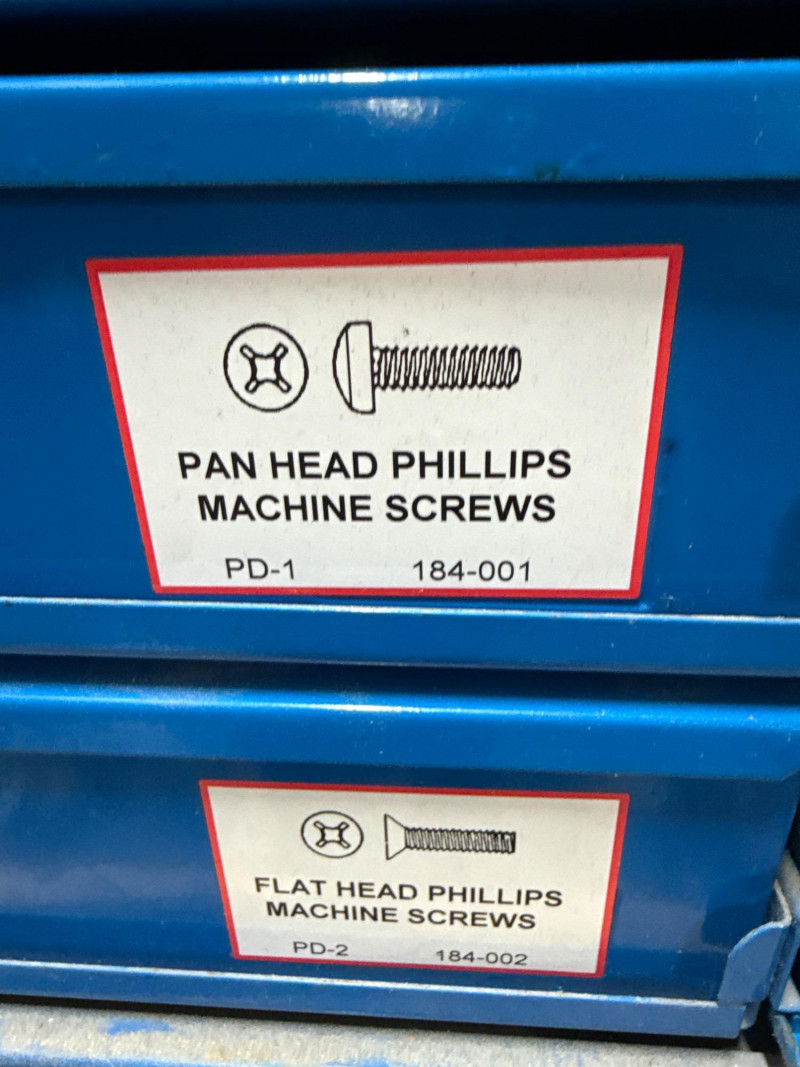 PAN HEAD PHILLIPS
MACHINE SCREWS
PD-1 184-001
FLAT HEAD PHILLIPS
MACHINE SCREWS
PD-2 184-002